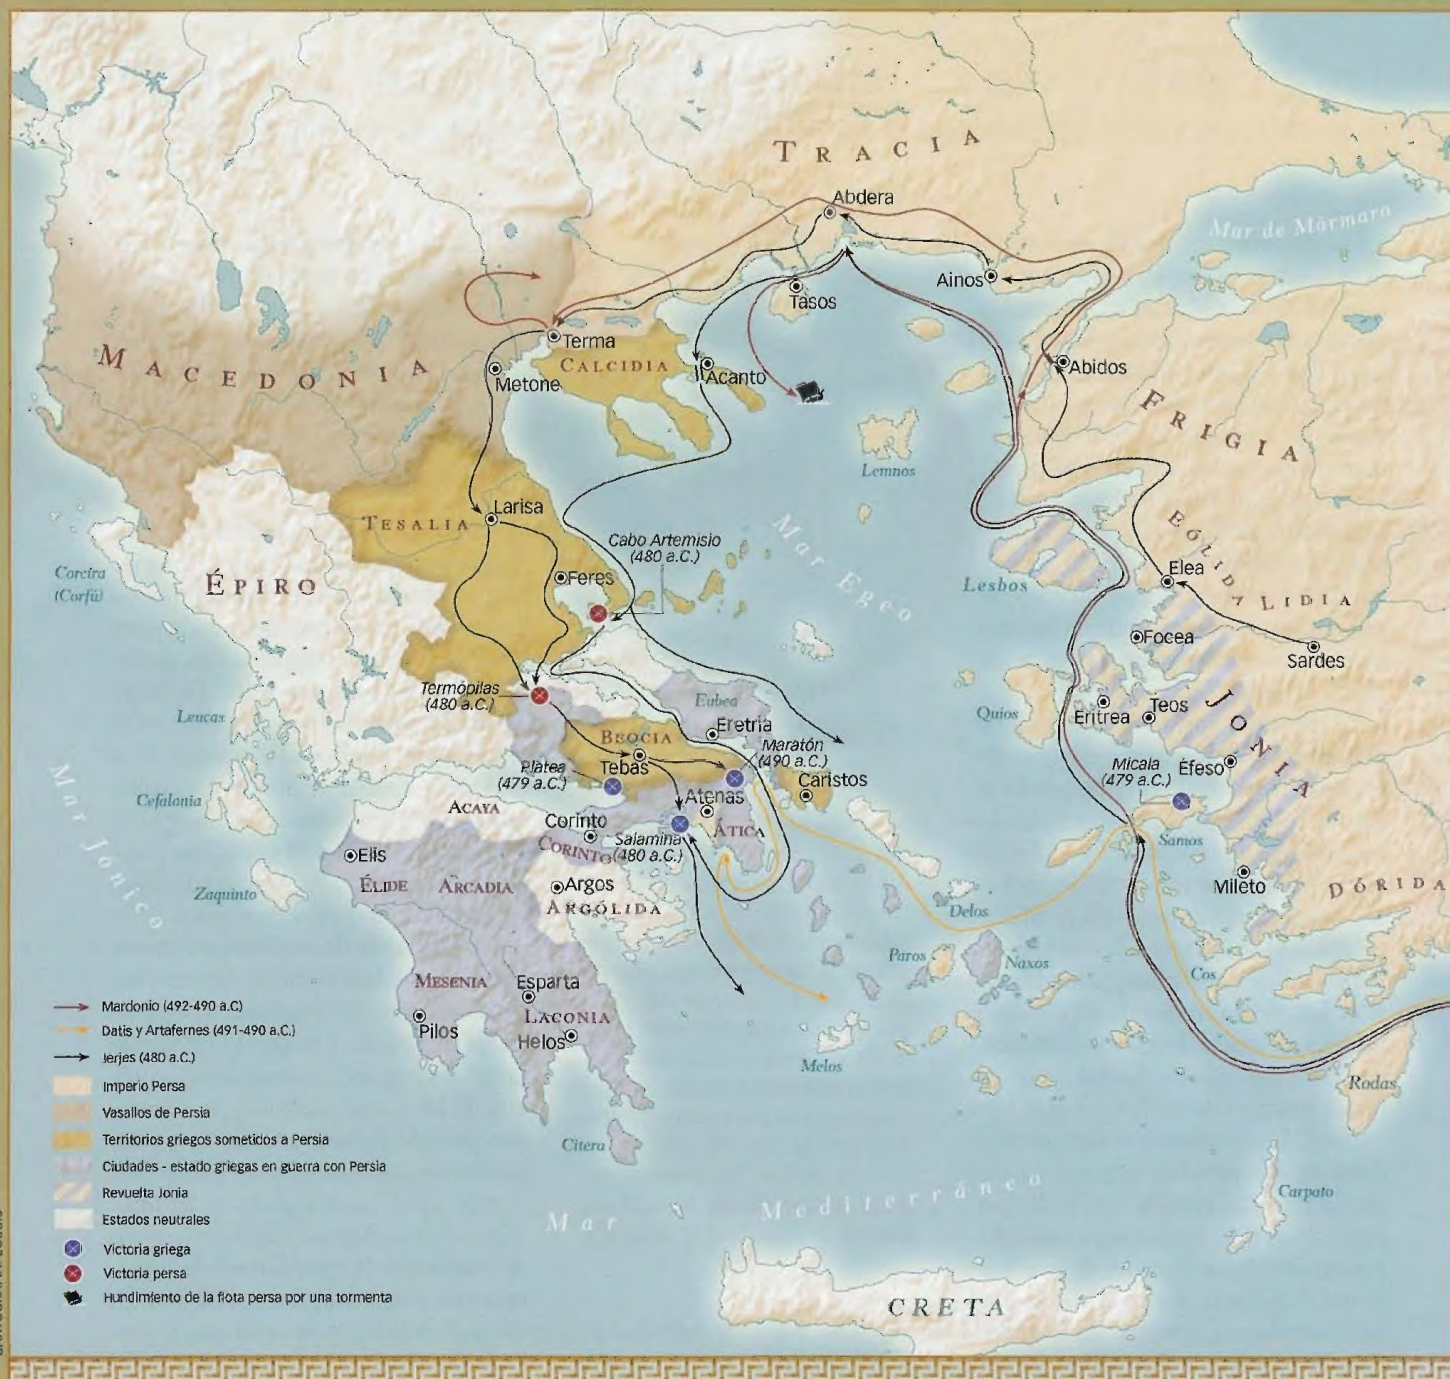 TRACIA
Abdera
Mar de Mármara
Ainos
Tasos
Terma
CALCIDIA
MACEDONIA
Metone
Acanto
Abidos
FRIGIA
Lemnos
Larisa
TESALIA
Mar Egeo
Cabo Artemisio
(480 a.C.)
EÓLIDA
Corcira
(Corfú)
ÉPIRO
Feres
Lesbos
Elea
LIDIA
Focea
Sardes
Termópilas
(480 a.C.)
Eubea
Leucas
Quios
Eritrea
Teos
JONIA
Eretria
BEOCIA
Maratón
(490 a.C.)
Tebas
Platea
(479 a.C.)
Micala
(479 a.C.)
Éfeso
Caristos
Mar Jónico
Cefalonia
ACAYA
Atenas
Corinto
CORINTO
Salamina
(480 a.C.)
ÁTICA
Samos
Elis
ÉLIDE
ARCADIA
Argos
ARGÓLIDA
Mileto
DÓRIDA
Zaquinto
Delos
Paros
Naxos
Cos
MESENIA
Esparta
LACONIA
Pilos
Helos
Melos
Rodas
Citera
Carpato
Mar Mediterráneo
CRETA
Mardonio (492-490 a.C)
Datis y Artafernes (491-490 a.C.)
Jerjes (480 a.C.)
Imperio Persa
Vasallos de Persia
Territorios griegos sometidos a Persia
Ciudades - estado griegas en guerra con Persia
Revuelta Jonia
Estados neutrales
Victoria griega
Victoria persa
Hundimiento de la flota persa por una tormenta